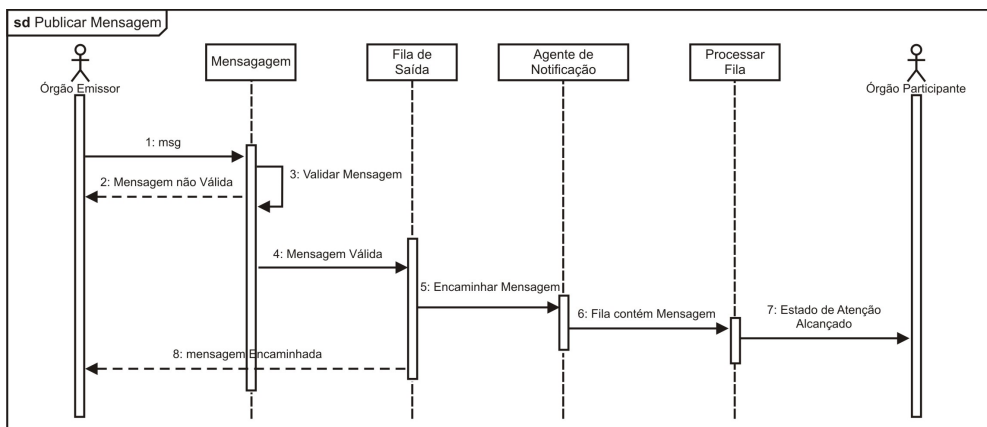 sd Publicar Mensagem
Órgão Emissor
Mensagagem
Fila de
Saída
Agente de
Notificação
Processar
Fila
Órgão Participante
1: msg
2: Mensagem não Válida
3: Validar Mensagem
4: Mensagem Válida
5: Encaminhar Mensagem
6: Fila contém Mensagem
7: Estado de Atenção
Alcançado
8: mensagem Encaminhada